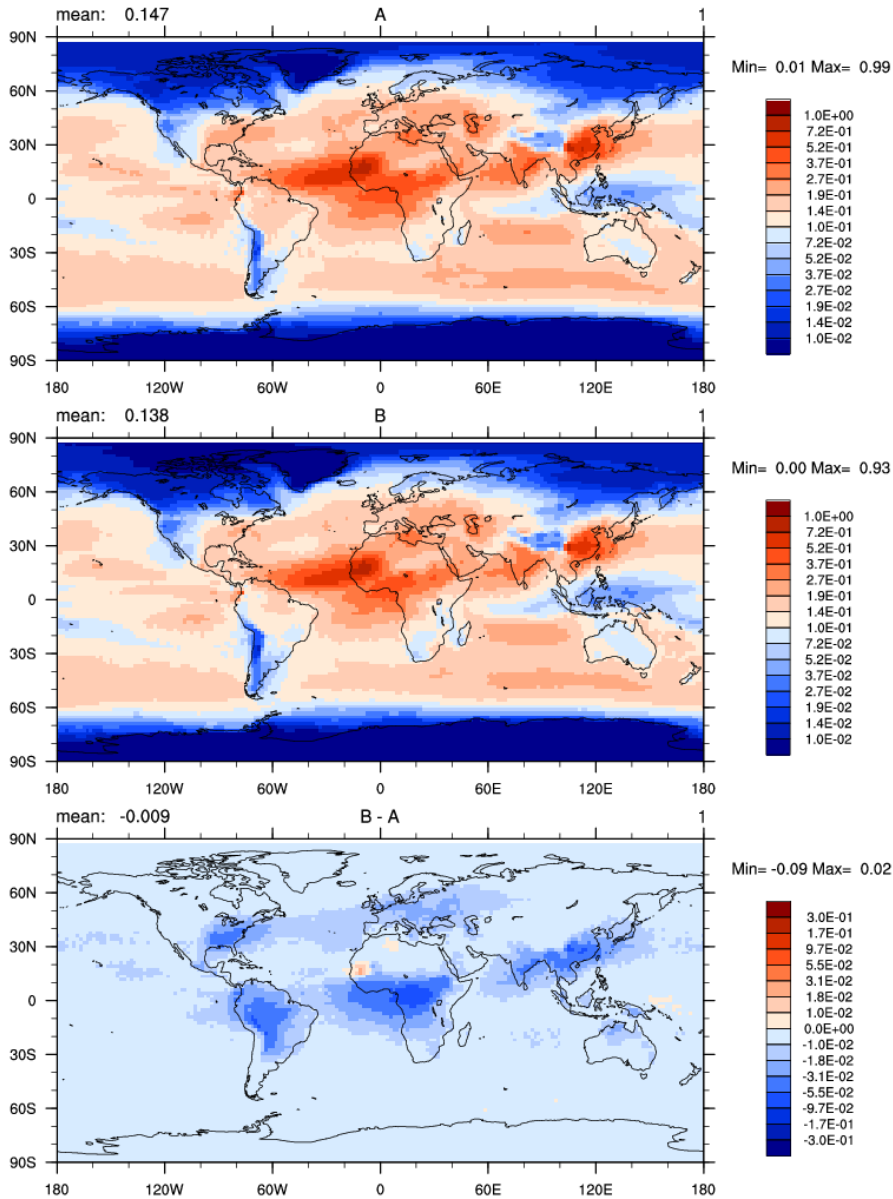 mean: 0.147 A 1
90N
60N
30N
0
30S
60S
90S
180 120W 60W 0 60E 120E 180
Min= 0.01 Max= 0.99
1.0E+00
7.2E-01
5.2E-01
3.7E-01
2.7E-01
1.9E-01
1.4E-01
1.0E-01
7.2E-02
5.2E-02
3.7E-02
2.7E-02
1.9E-02
1.4E-02
1.0E-02
mean: 0.138 B 1
90N
60N
30N
0
30S
60S
90S
180 120W 60W 0 60E 120E 180
Min= 0.00 Max= 0.93
1.0E+00
7.2E-01
5.2E-01
3.7E-01
2.7E-01
1.9E-01
1.4E-01
1.0E-01
7.2E-02
5.2E-02
3.7E-02
2.7E-02
1.9E-02
1.4E-02
1.0E-02
mean: -0.009 B - A 1
90N
60N
30N
0
30S
60S
90S
180 120W 60W 0 60E 120E 180
Min= -0.09 Max= 0.02
3.0E-01
1.7E-01
9.7E-02
5.5E-02
3.1E-02
1.8E-02
1.0E-02
0.0E+00
-1.0E-02
-1.8E-02
-3.1E-02
-5.5E-02
-9.7E-02
-1.7E-01
-3.0E-01